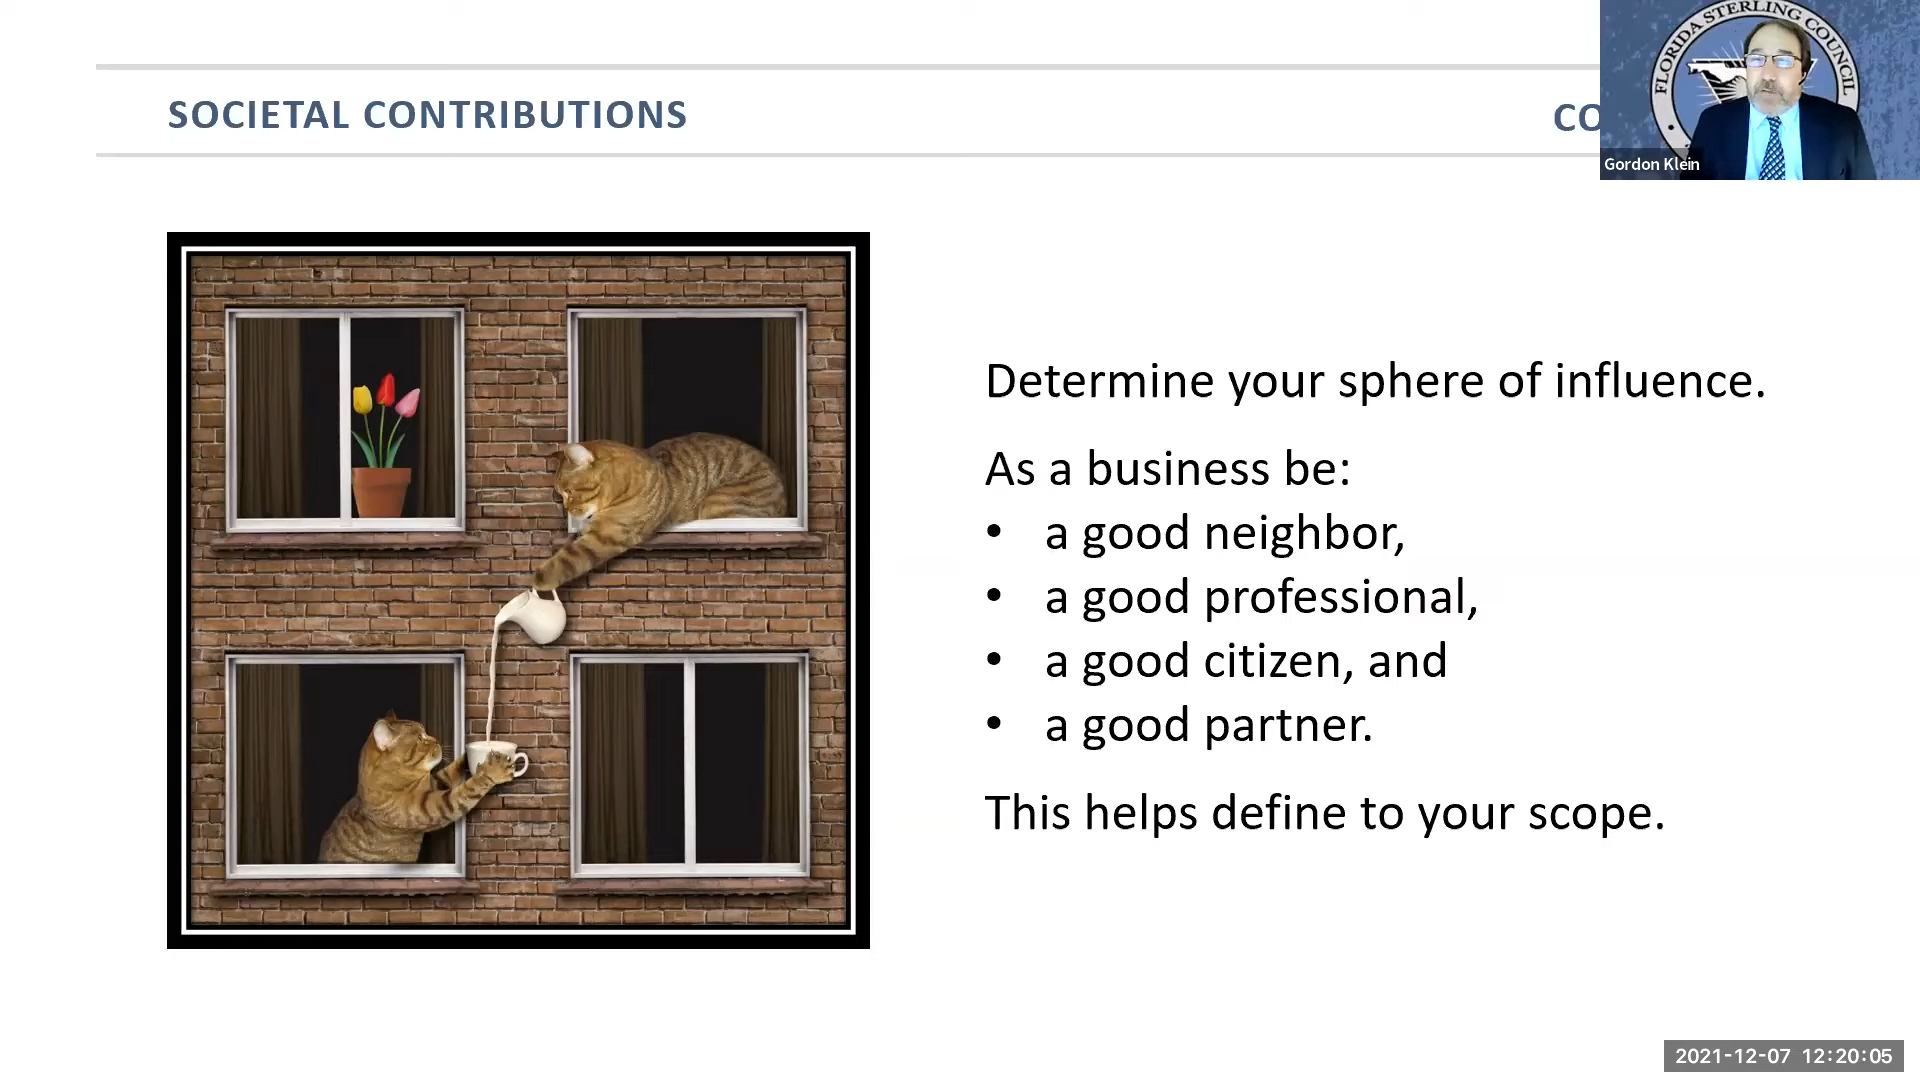 SOCIETAL CONTRIBUTIONS
CO
FLORIDA STERLING COUNCIL
Gordon Klein
Determine your sphere of influence.
As a business be:
• a good neighbor,
• a good professional,
• a good citizen, and
• a good partner.
This helps define to your scope.
2021-12-07 12:20:05